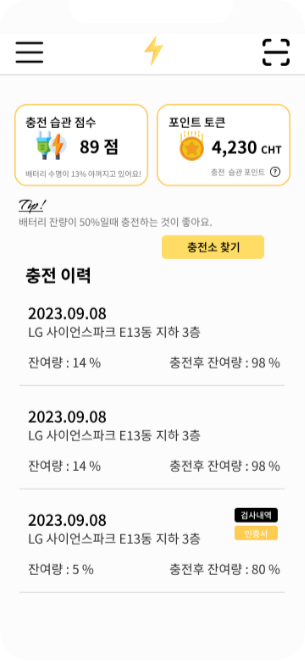 충전 습관 점수
89 점
배터리 수명이 13% 아껴지고 있어요!
포인트 토큰
4,230 CHT
충전 습관 포인트 ?
Tip!
배터리 잔량이 50%일때 충전하는 것이 좋아요.
충전소 찾기
충전 이력
2023.09.08
LG 사이언스파크 E13동 지하 3층
잔여량 : 14 % 충전후 잔여량 : 98 %
2023.09.08
LG 사이언스파크 E13동 지하 3층
잔여량 : 14 % 충전후 잔여량 : 98 %
2023.09.08 검사내역
LG 사이언스파크 E13동 지하 3층 인증서
잔여량 : 5 % 충전후 잔여량 : 80 %